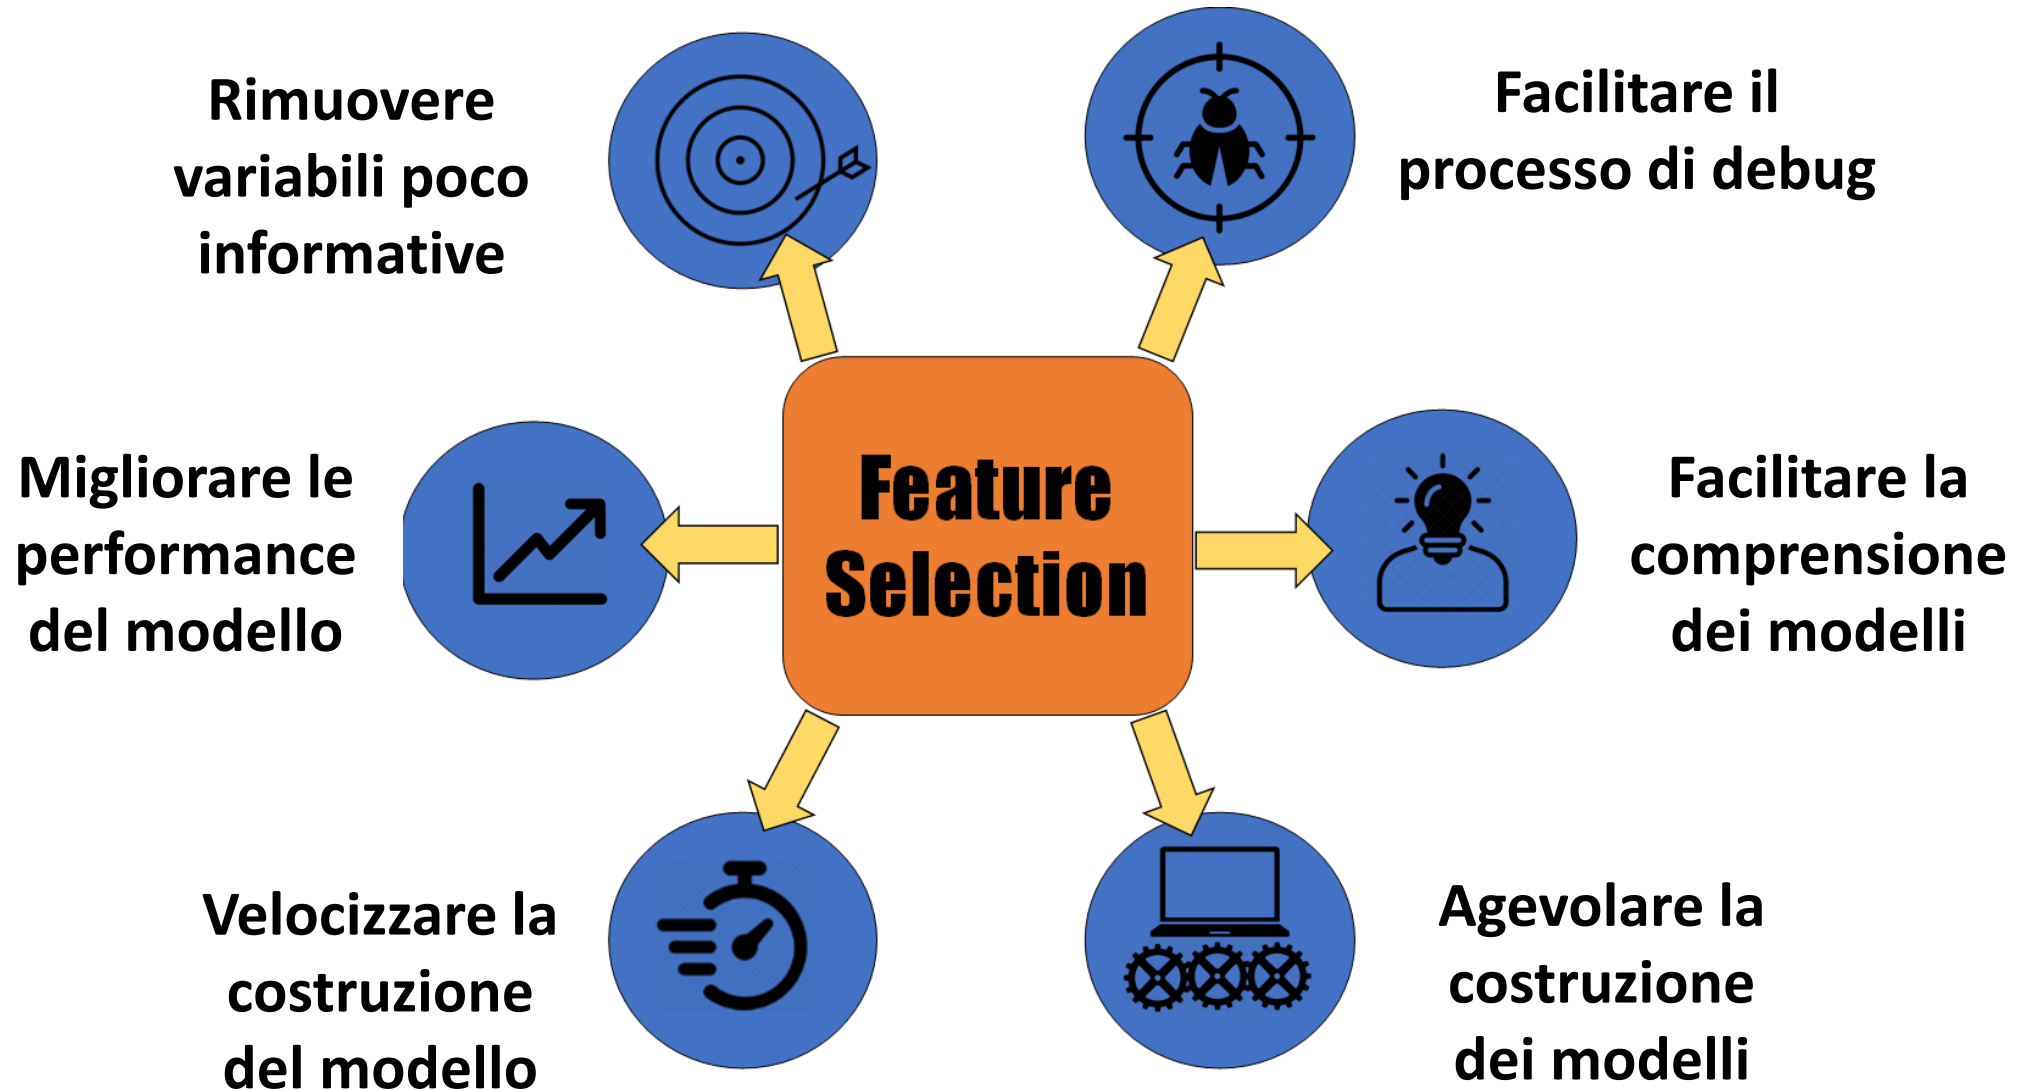 Rimuovere
variabili poco
informative
Facilitare il
processo di debug
Migliorare le
performance
del modello
Feature
Selection
Facilitare la
comprensione
dei modelli
Velocizzare la
costruzione
del modello
Agevolare la
costruzione
dei modelli